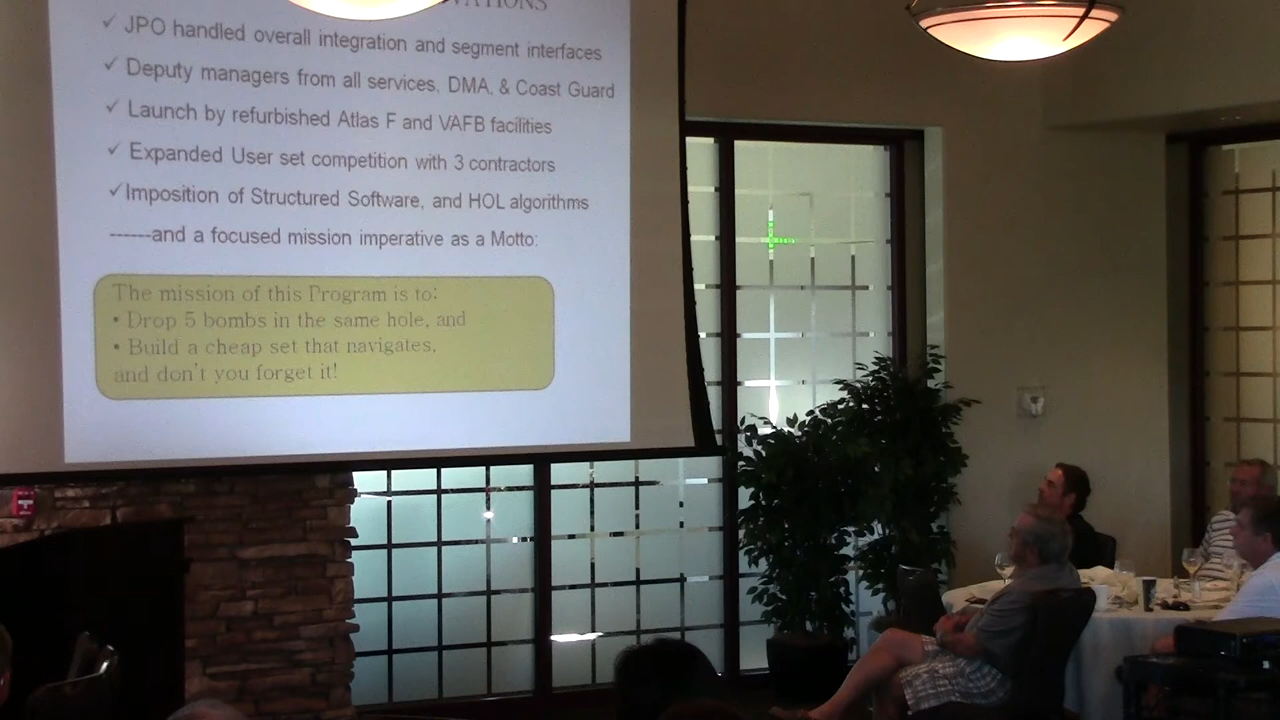 ✓ JPO handled overall integration and segment interfaces
✓ Deputy managers from all services, DMA, & Coast Guard
✓ Launch by refurbished Atlas F and VAFB facilities
✓ Expanded User set competition with 3 contractors
✓ Imposition of Structured Software, and HOL algorithms
------and a focused mission imperative as a Motto:
The mission of this Program is to:
• Drop 5 bombs in the same hole, and
• Build a cheap set that navigates,
and don't you forget it!